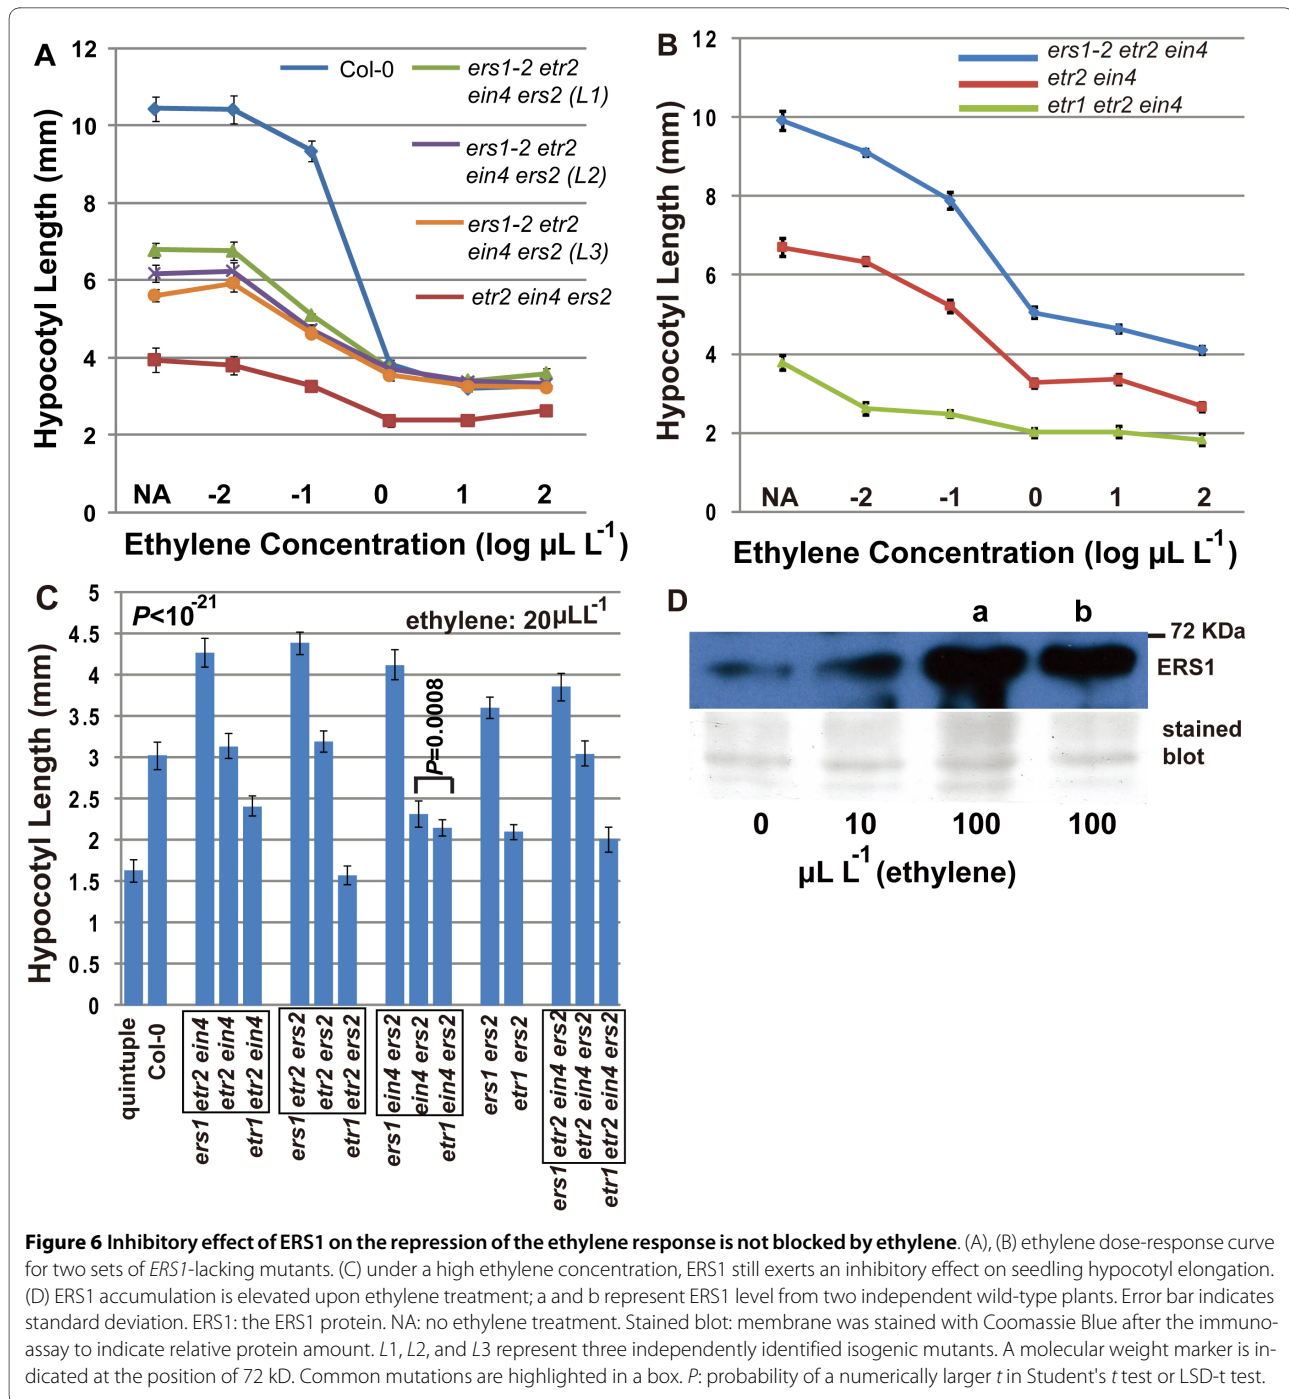 A
12
10
8
6
4
2
0
Hypocotyl Length (mm)
Col-0
ers1-2 etr2
ein4 ers2 (L1)
ers1-2 etr2
ein4 ers2 (L2)
ers1-2 etr2
ein4 ers2 (L3)
etr2 ein4 ers2
NA -2 -1 0 1 2
Ethylene Concentration (log µL L-1)
B
12
10
8
6
4
2
0
Hypocotyl Length (mm)
ers1-2 etr2 ein4
etr2 ein4
etr1 etr2 ein4
NA -2 -1 0 1 2
Ethylene Concentration (log µL L-1)
C
5
4.5
4
3.5
3
2.5
2
1.5
1
0.5
0
Hypocotyl Length (mm)
P<10-21
ethylene: 20µLL-1
P=0.0008
quintuple
Col-0
ers1 etr2 ein4
etr2 ein4
etr1 etr2 ein4
ers1 etr2 ers2
etr2 ers2
etr1 etr2 ers2
ers1 ein4 ers2
ein4 ers2
etr1 ein4 ers2
ers1 ers2
etr1 ers2
ers1 etr2 ein4 ers2
etr2 ein4 ers2
etr1 etr2 ein4 ers2
D
a b
72 KDa
ERS1
stained
blot
0 10 100 100
µL L-1 (ethylene)
Figure 6 Inhibitory effect of ERS1 on the repression of the ethylene response is not blocked by ethylene. (A), (B) ethylene dose-response curve
for two sets of ERS1-lacking mutants. (C) under a high ethylene concentration, ERS1 still exerts an inhibitory effect on seedling hypocotyl elongation.
(D) ERS1 accumulation is elevated upon ethylene treatment; a and b represent ERS1 level from two independent wild-type plants. Error bar indicates
standard deviation. ERS1: the ERS1 protein. NA: no ethylene treatment. Stained blot: membrane was stained with Coomassie Blue after the immuno-
assay to indicate relative protein amount. L1, L2, and L3 represent three independently identified isogenic mutants. A molecular weight marker is in-
dicated at the position of 72 kD. Common mutations are highlighted in a box. P: probability of a numerically larger t in Student's t test or LSD-t test.